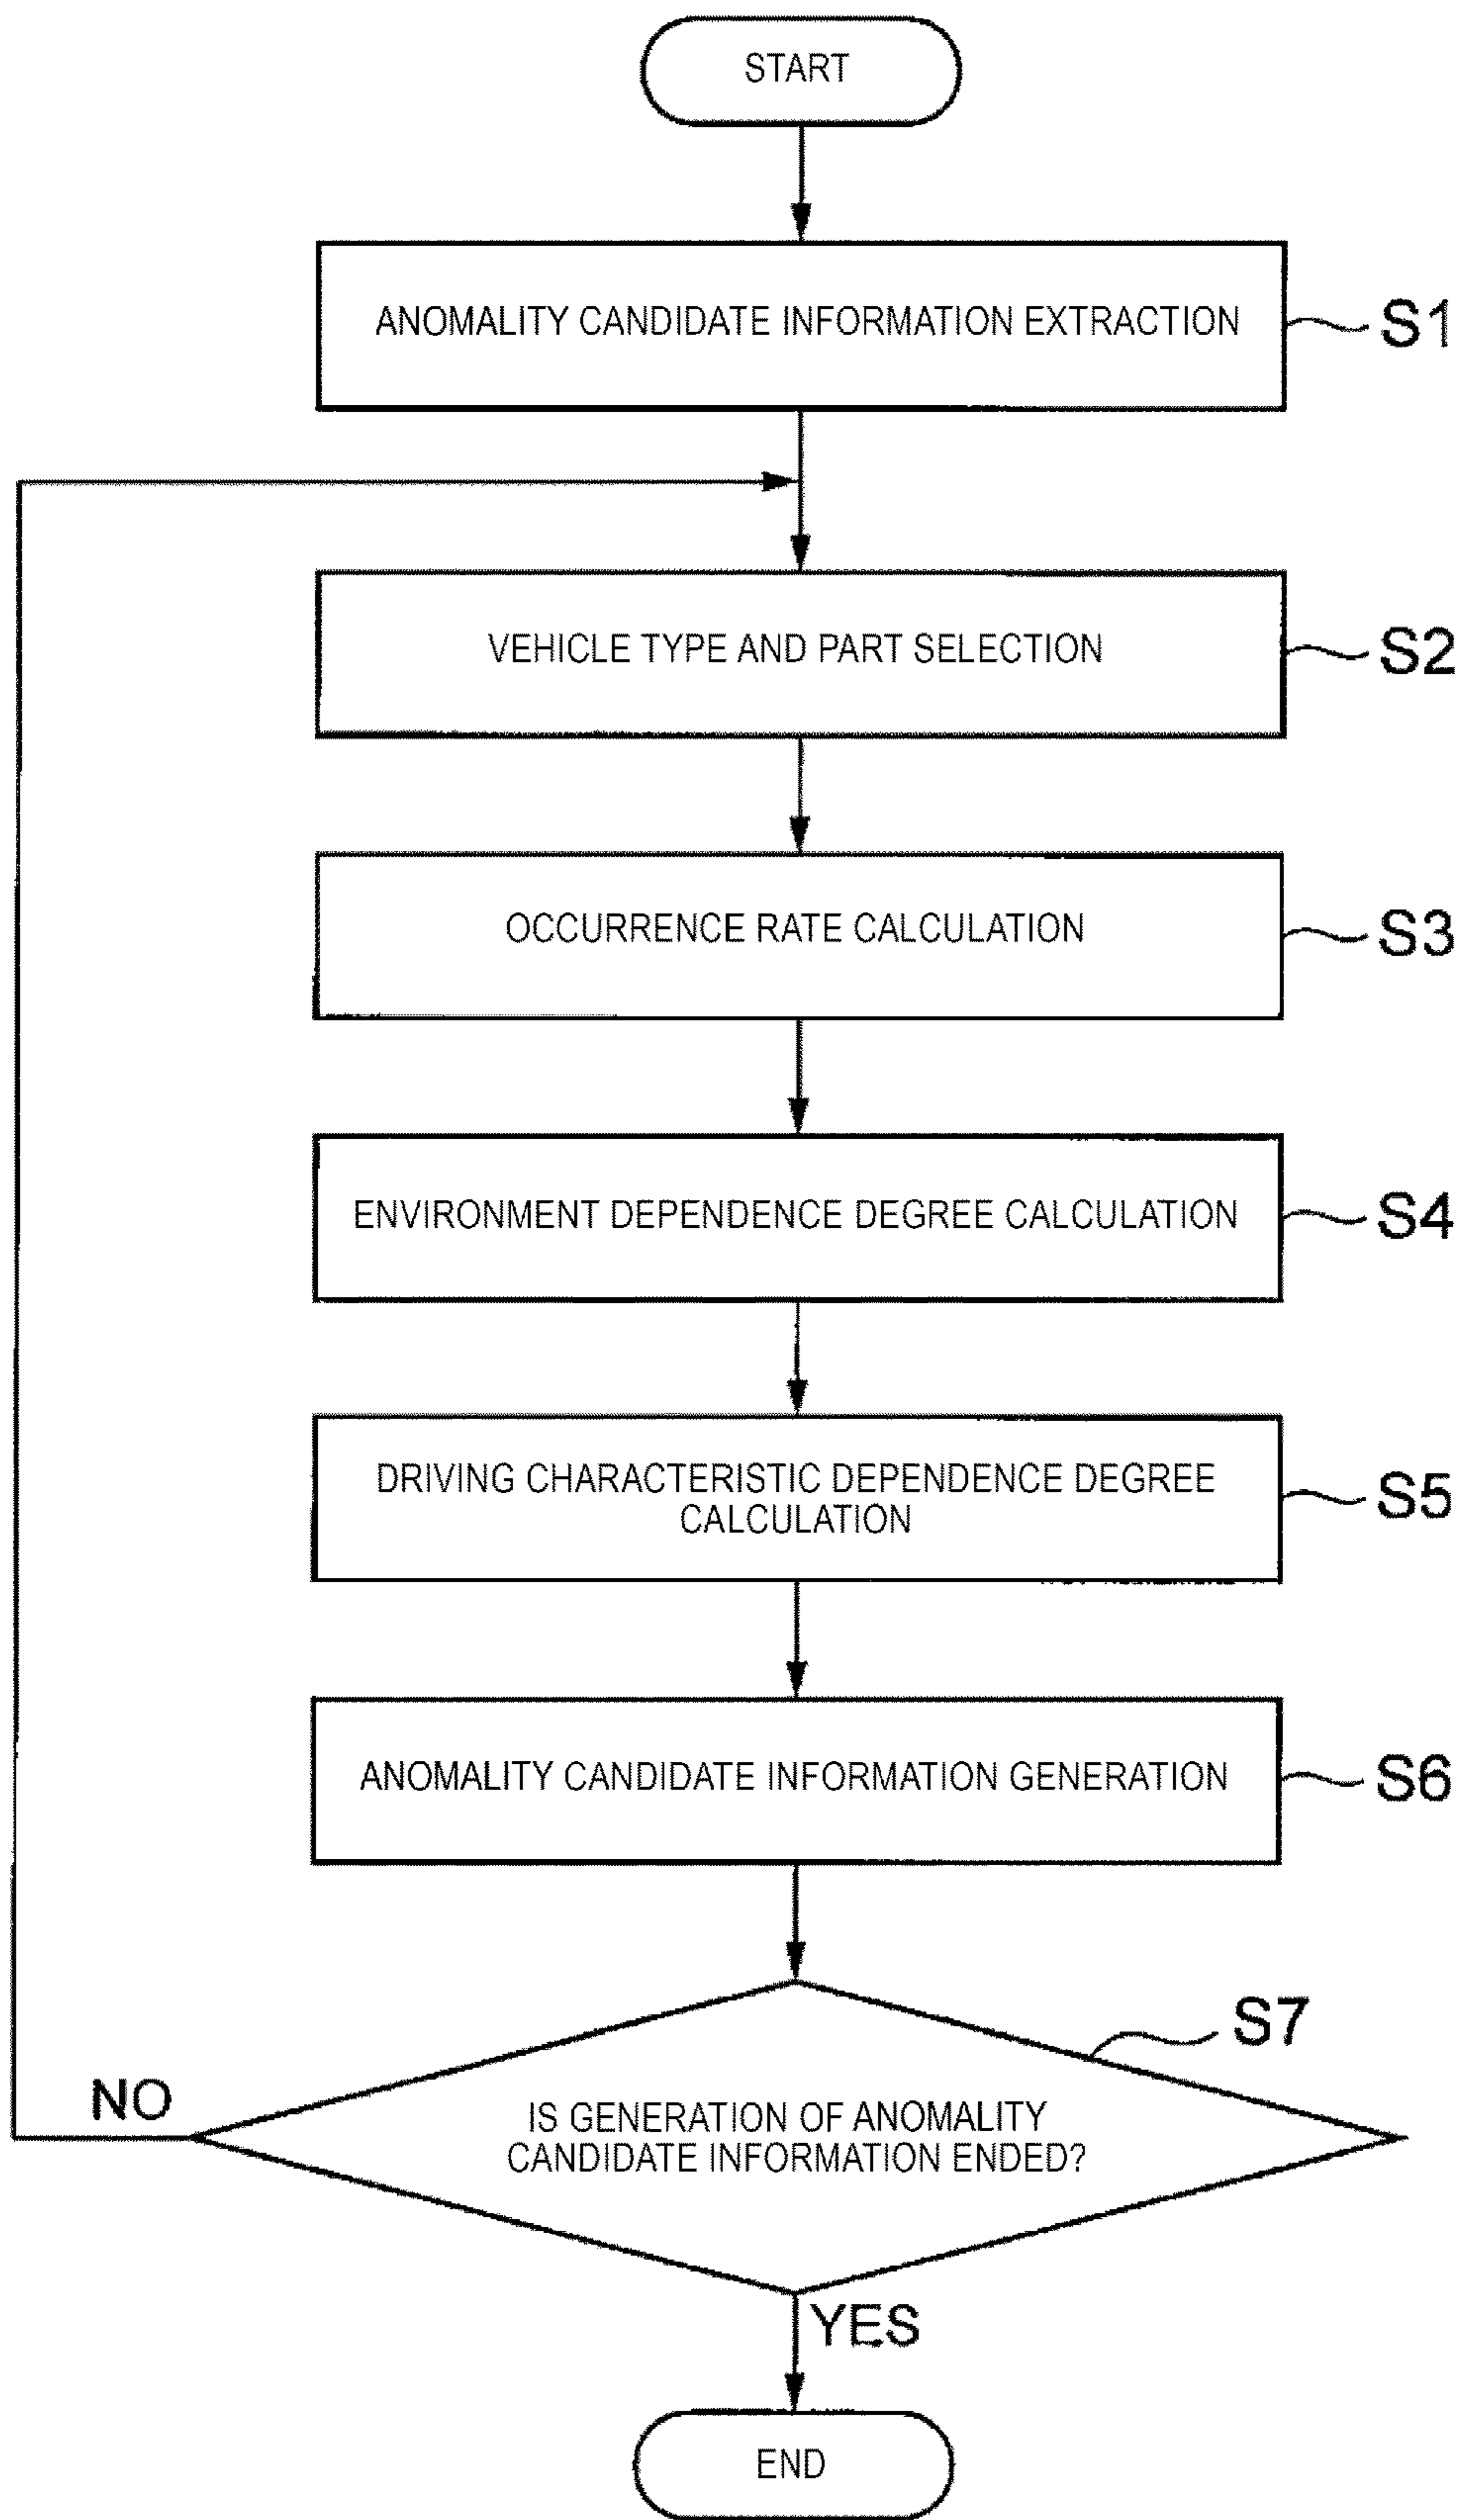 START
ANOMALITY CANDIDATE INFORMATION EXTRACTION
S1
VEHICLE TYPE AND PART SELECTION
S2
OCCURRENCE RATE CALCULATION
S3
ENVIRONMENT DEPENDENCE DEGREE CALCULATION
S4
DRIVING CHARACTERISTIC DEPENDENCE DEGREE
CALCULATION
S5
ANOMALITY CANDIDATE INFORMATION GENERATION
S6
S7
NO
IS GENERATION OF ANOMALITY
CANDIDATE INFORMATION ENDED?
YES
END